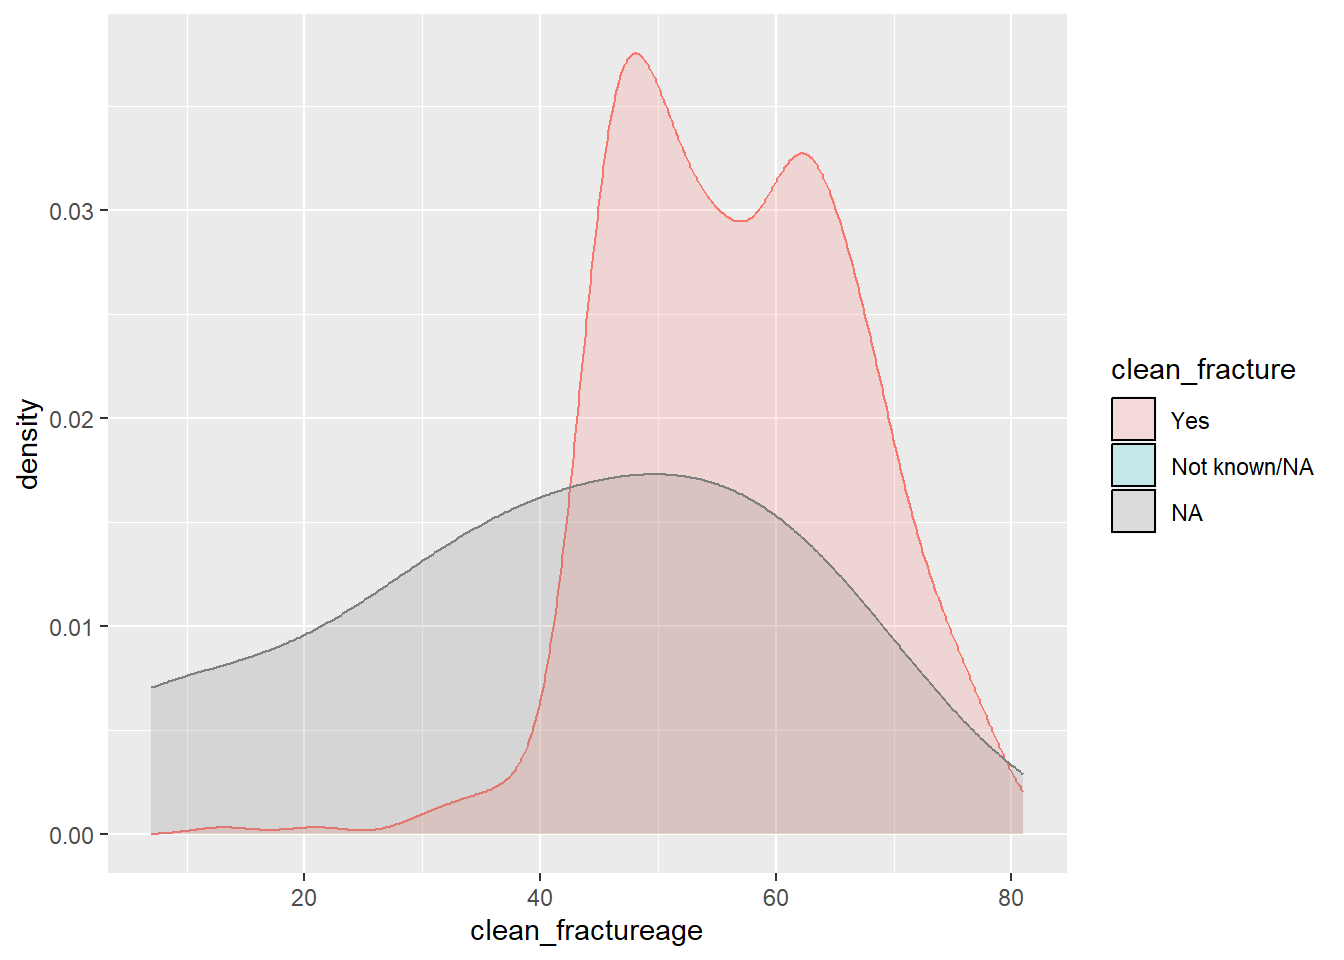 density
0.03
0.02
0.01
0.00
20 40 60 80
clean_fractureage
clean_fracture
Yes
Not known/NA
NA